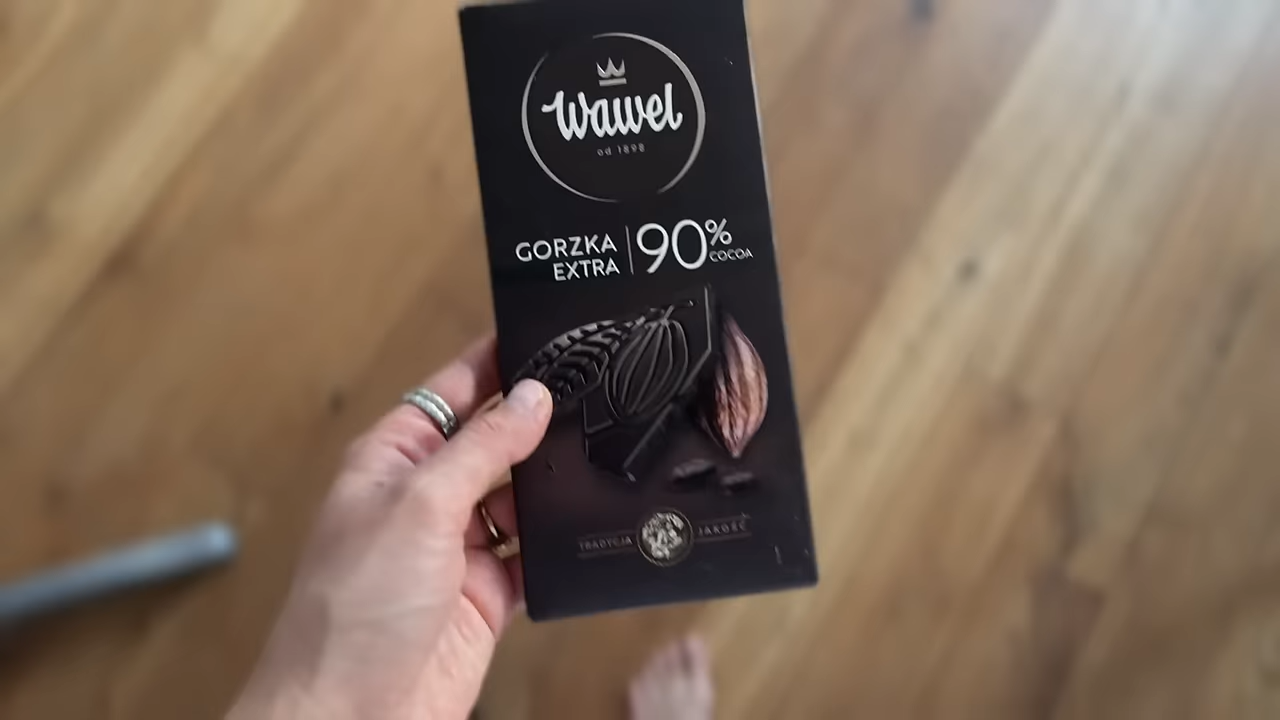 Wawel
od 1898
GORZKA
EXTRA
90%
COCOA
TRADYCJA JAKOŚĆ